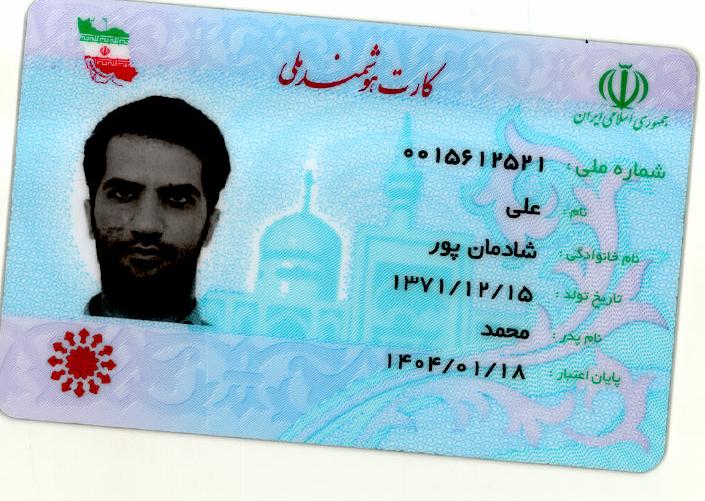 کارت هوشمند ملی
جمهوری اسلامی ایران
شماره ملی: ۰۰۱۵۶۱۲۵۲۱
نام: علی
نام خانوادگی: شادمان پور
تاریخ تولد: ۱۳۷۱/۱۲/۱۵
نام پدر: محمد
پایان اعتبار: ۱۴۰۴/۰۱/۱۸